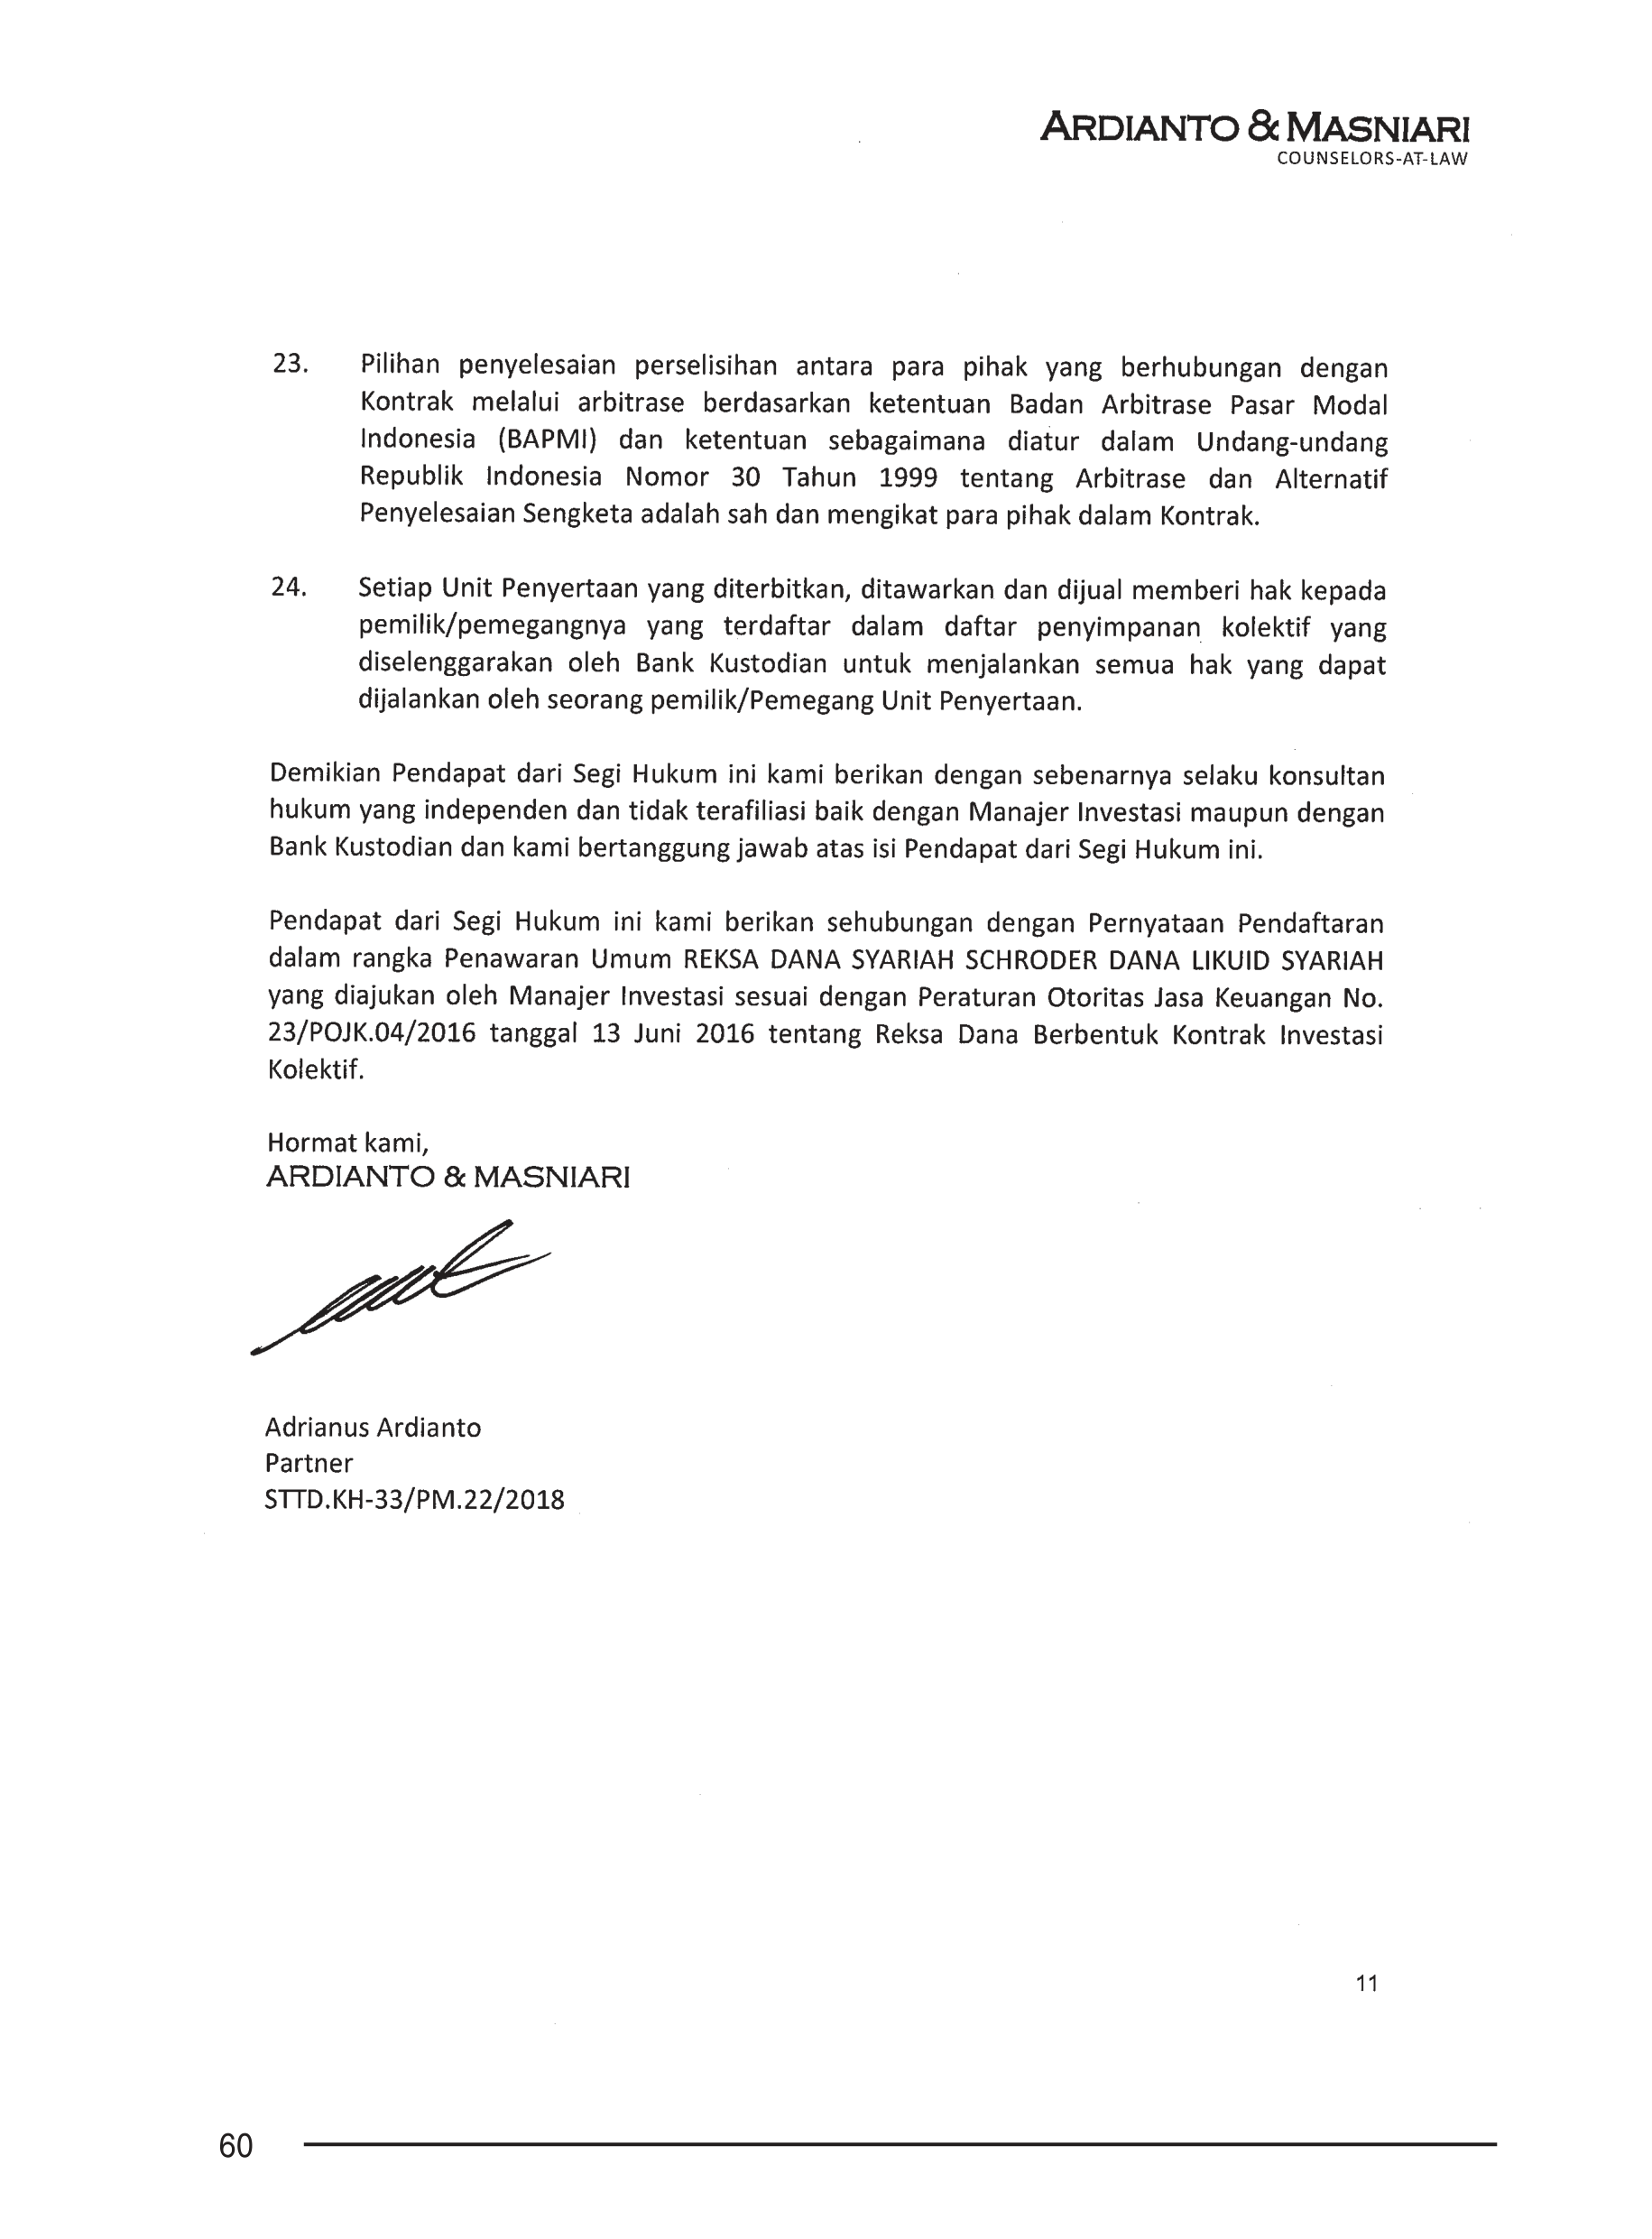 ARDIANTO & MASNIARI
COUNSELORS-AT-LAW
23. Pilihan penyelesaian perselisihan antara para pihak yang berhubungan dengan
Kontrak melalui arbitrase berdasarkan ketentuan Badan Arbitrase Pasar Modal
Indonesia (BAPMI) dan ketentuan sebagaimana diatur dalam Undang-undang
Republik Indonesia Nomor 30 Tahun 1999 tentang Arbitrase dan Alternatif
Penyelesaian Sengketa adalah sah dan mengikat para pihak dalam Kontrak.
24. Setiap Unit Penyertaan yang diterbitkan, ditawarkan dan dijual memberi hak kepada
pemilik/pemegangnya yang terdaftar dalam daftar penyimpanan kolektif yang
diselenggarakan oleh Bank Kustodian untuk menjalankan semua hak yang dapat
dijalankan oleh seorang pemilik/Pemegang Unit Penyertaan.
Demikian Pendapat dari Segi Hukum ini kami berikan dengan sebenarnya selaku konsultan
hukum yang independen dan tidak terafiliasi baik dengan Manajer Investasi maupun dengan
Bank Kustodian dan kami bertanggung jawab atas isi Pendapat dari Segi Hukum ini.
Pendapat dari Segi Hukum ini kami berikan sehubungan dengan Pernyataan Pendaftaran
dalam rangka Penawaran Umum REKSA DANA SYARIAH SCHRODER DANA LIKUID SYARIAH
yang diajukan oleh Manajer Investasi sesuai dengan Peraturan Otoritas Jasa Keuangan No.
23/POJK.04/2016 tanggal 13 Juni 2016 tentang Reksa Dana Berbentuk Kontrak Investasi
Kolektif.
Hormat kami,
ARDIANTO & MASNIARI
Adrianus Ardianto
Partner
STTD.KH-33/PM.22/2018
11
60